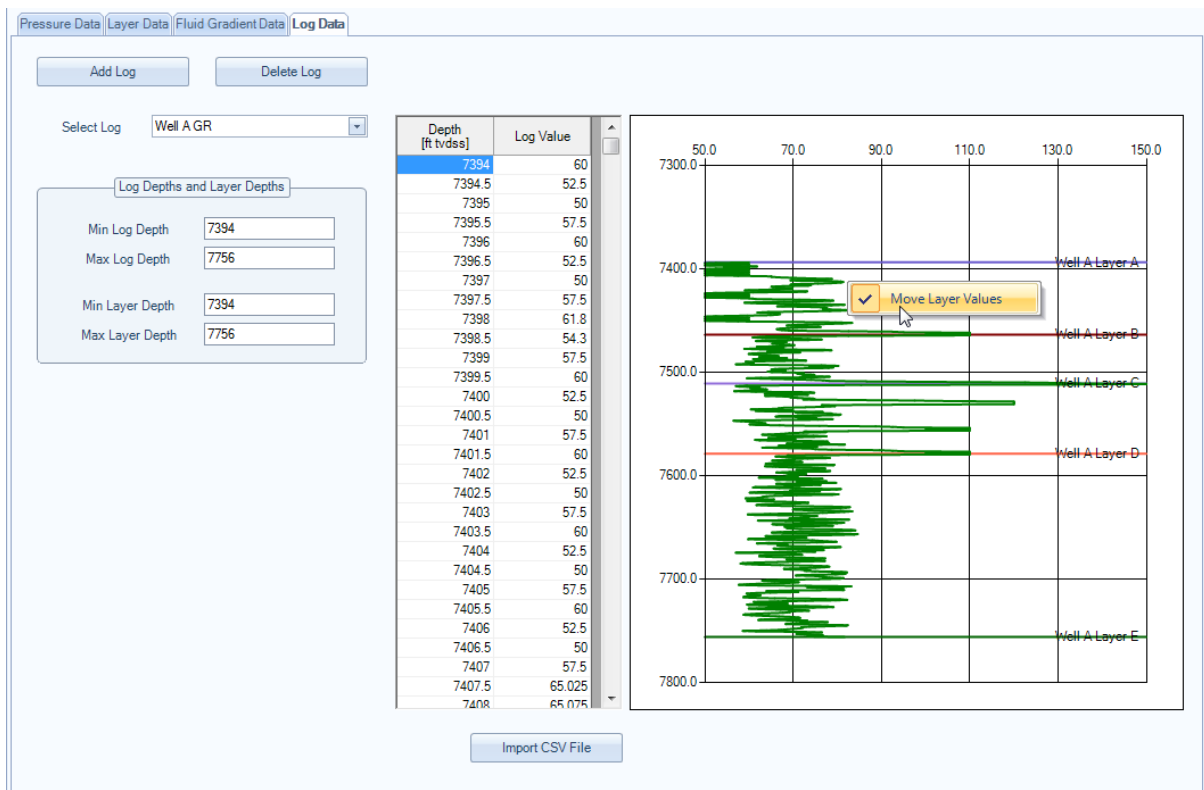 Pressure Data Layer Data Fluid Gradient Data Log Data
Add Log Delete Log
Select Log Well A GR
Log Depths and Layer Depths
Min Log Depth 7394
Max Log Depth 7756
Min Layer Depth 7394
Max Layer Depth 7756
Depth Log Value
[ft tvdss]
7394 60
7394.5 52.5
7395 50
7395.5 57.5
7396 60
7396.5 52.5
7397 50
7397.5 57.5
7398 61.8
7398.5 54.3
7399 57.5
7399.5 60
7400 52.5
7400.5 50
7401 57.5
7401.5 60
7402 52.5
7402.5 50
7403 57.5
7403.5 60
7404 52.5
7404.5 50
7405 57.5
7405.5 60
7406 52.5
7406.5 50
7407 57.5
7407.5 65.025
7408 65.075
Import CSV File
50.0 70.0 90.0 110.0 130.0 150.0
7300.0
Well A Layer A
7400.0
Move Layer Values
Well A Layer B
7500.0
Well A Layer C
Well A Layer D
7600.0
7700.0
Well A Layer E
7800.0